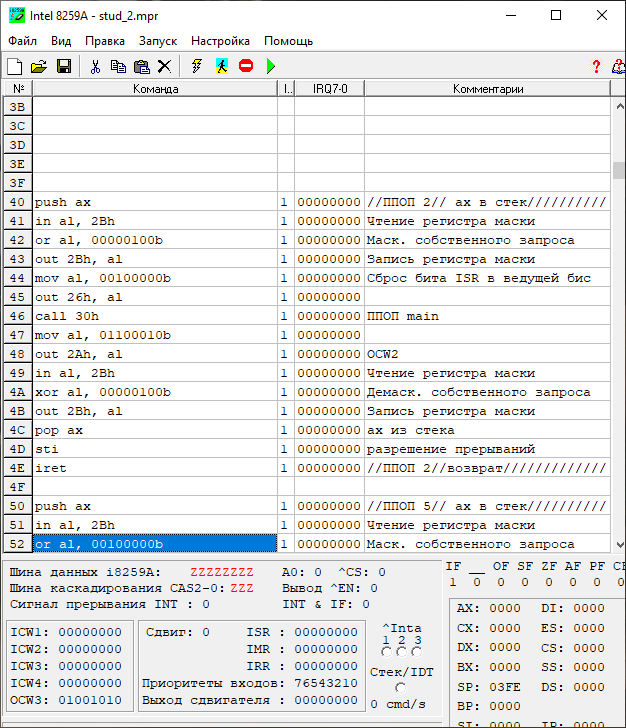 Intel 8259A - stud_2.mpr
Файл Вид Правка Запуск Настройка Помощь
№ Команда I.. IRQ7-0 Комментарии
3B
3C
3D
3E
3F
40 push ax 1 00000000 //ППОП 2// ax в стек//////////
41 in al, 2Bh 1 00000000 Чтение регистра маски
42 or al, 00000100b 1 00000000 Маск. собственного запроса
43 out 2Bh, al 1 00000000 Запись регистра маски
44 mov al, 00100000b 1 00000000 Сброс бита ISR в ведущей бис
45 out 26h, al 1 00000000
46 call 30h 1 00000000 ППОП main
47 mov al, 01100010b 1 00000000
48 out 2Ah, al 1 00000000 OCW2
49 in al, 2Bh 1 00000000 Чтение регистра маски
4A xor al, 00000100b 1 00000000 Демаск. собственного запроса
4B out 2Bh, al 1 00000000 Запись регистра маски
4C pop ax 1 00000000 ax из стека
4D sti 1 00000000 разрешение прерываний
4E iret 1 00000000 //ППОП 2//возврат/////////////
4F
50 push ax 1 00000000 //ППОП 5// ax в стек//////////
51 in al, 2Bh 1 00000000 Чтение регистра маски
52 or al, 00100000b 1 00000000 Маск. собственного запроса
Шина данных i8259A: ZZZZZZZZ A0: 0 ^CS: 0
Шина каскадирования CAS2-0: ZZZ Вывод ^EN: 0
Сигнал прерывания INT : 0 INT & IF: 0
ICW1: 00000000
ICW2: 00000000
ICW3: 00000000
ICW4: 00000000
OCW3: 01001010
Сдвиг: 0 ISR : 00000000
IMR : 00000000
IRR : 00000000
Приоритеты входов: 76543210
Выход сдвигателя : 00000000
^Inta
1 2 3
Стек/IDT
0 cmd/s
IF __ OF SF ZF AF PF
1 0 0 0 0 0 0
AX: 0000 DI: 0000
CX: 0000 ES: 0000
DX: 0000 CS: 0000
BX: 0000 SS: 0000
SP: 03FE DS: 0000
BP: 0000